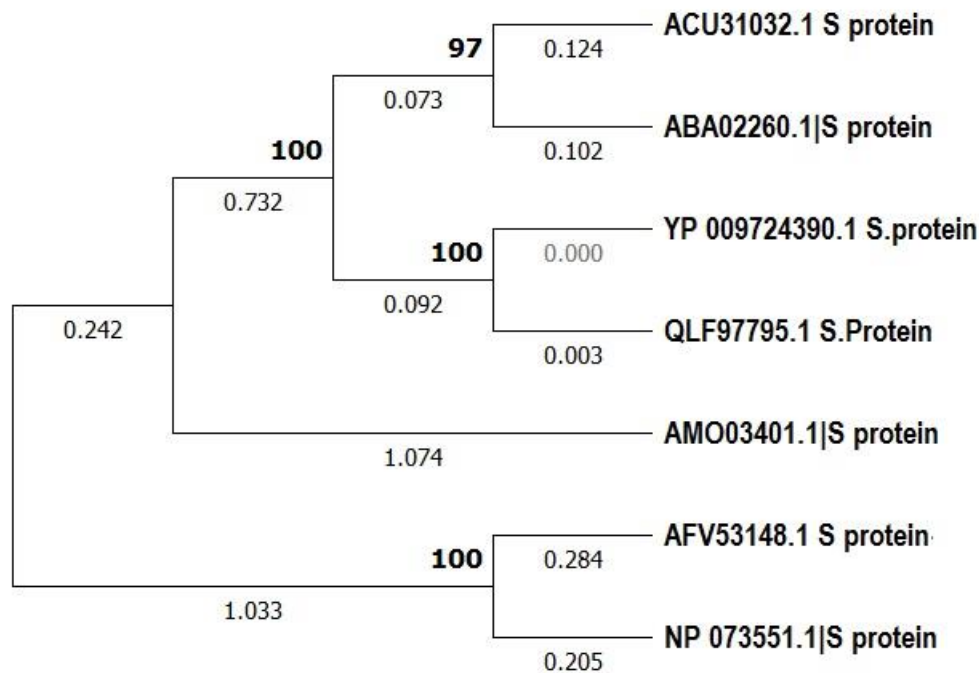 ACU31032.1 S protein
97
0.124
0.073
ABA02260.1|S protein
100
0.102
0.732
YP 009724390.1 S.protein
100
0.000
0.092
0.242
QLF97795.1 S.Protein
0.003
AMO03401.1|S protein
1.074
AFV53148.1 S protein
100
0.284
1.033
NP 073551.1|S protein
0.205